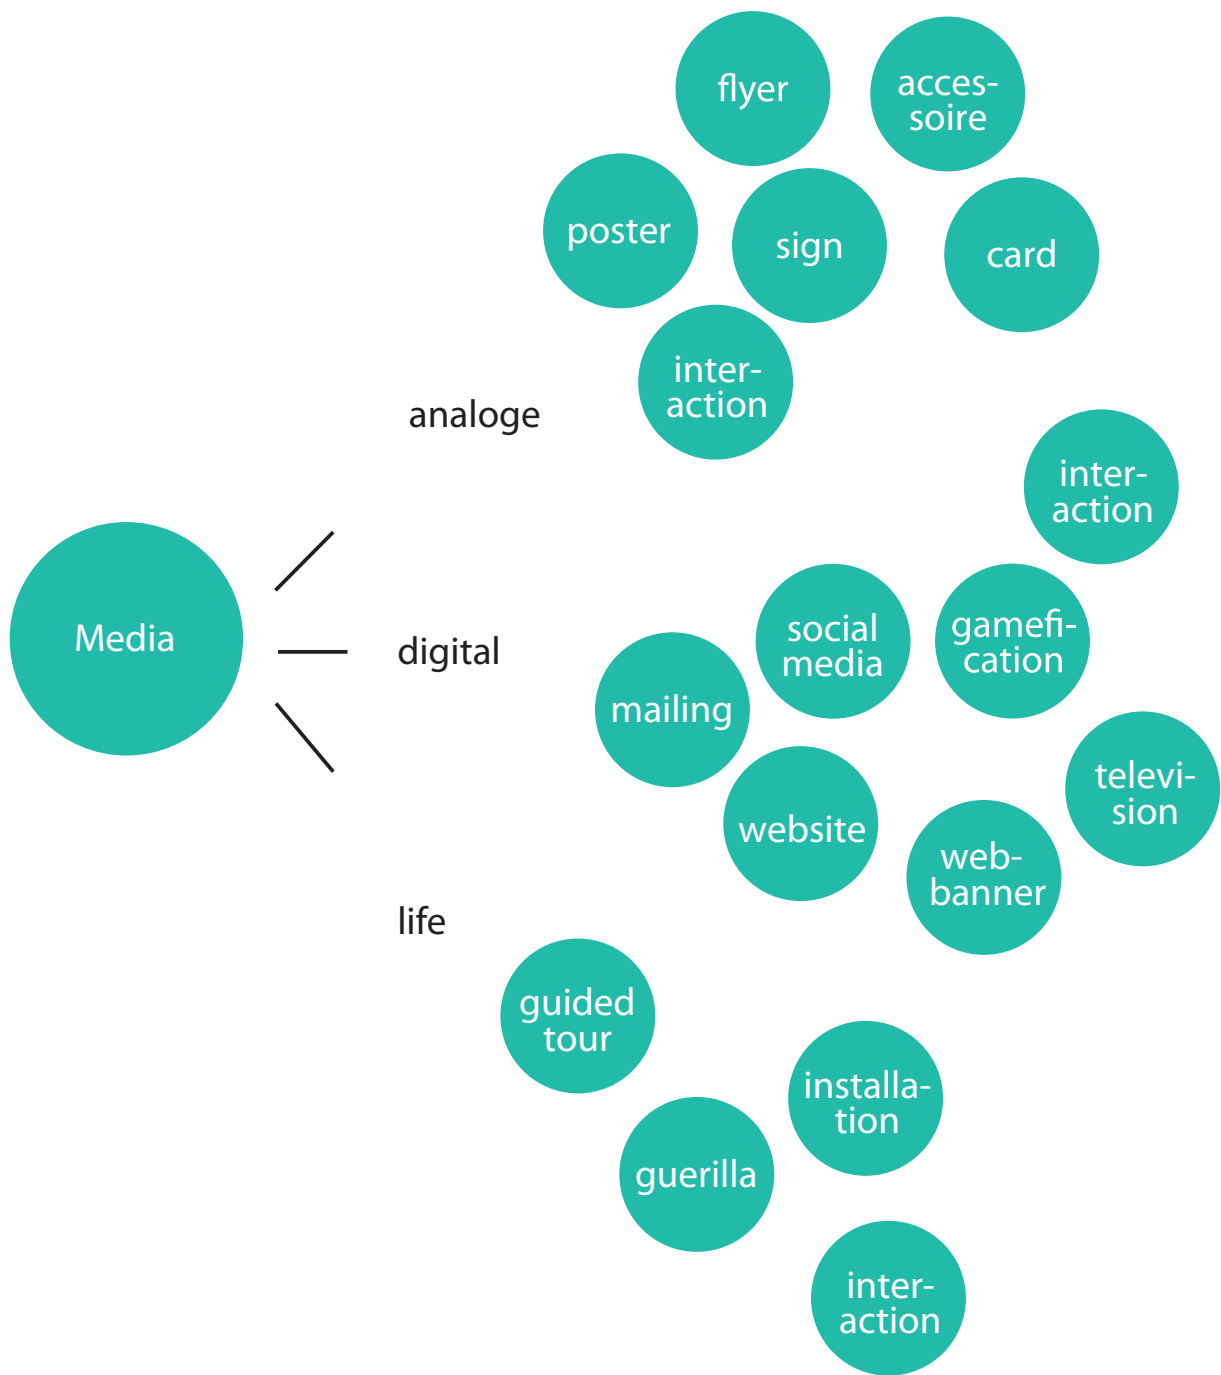 flyer
acces-
soire
poster
sign
card
inter-
action
analoge
inter-
action
Media
digital
social
media
gamefi-
cation
mailing
televi-
sion
website
web-
banner
life
guided
tour
installa-
tion
guerilla
inter-
action